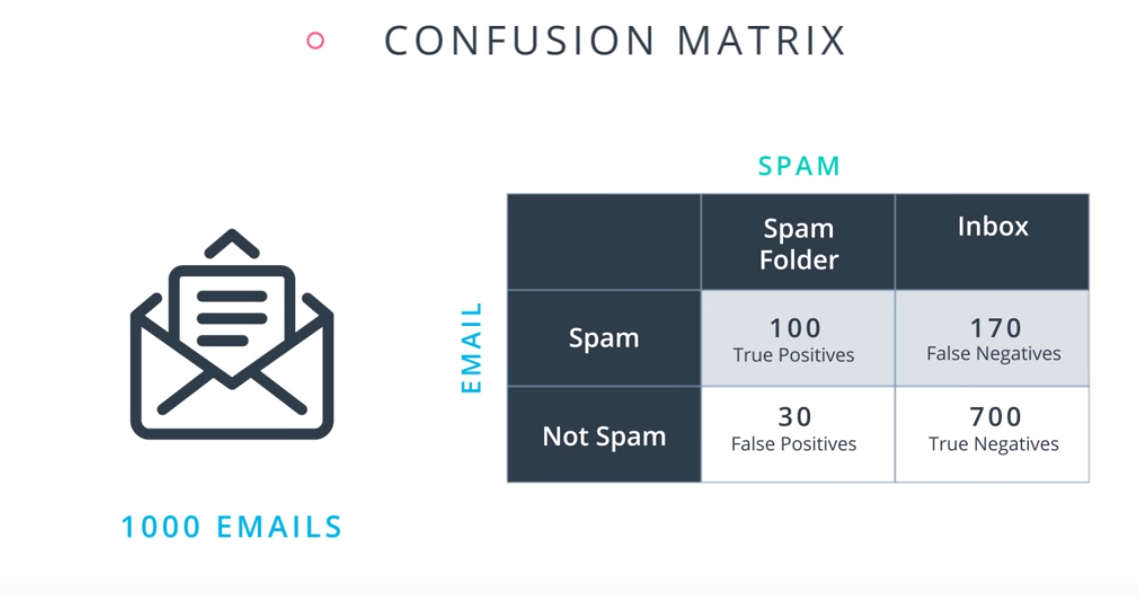 CONFUSION MATRIX
SPAM
Spam
Folder
Inbox
EMAIL
Spam
100
True Positives
170
False Negatives
Not Spam
30
False Positives
700
True Negatives
1000 EMAILS